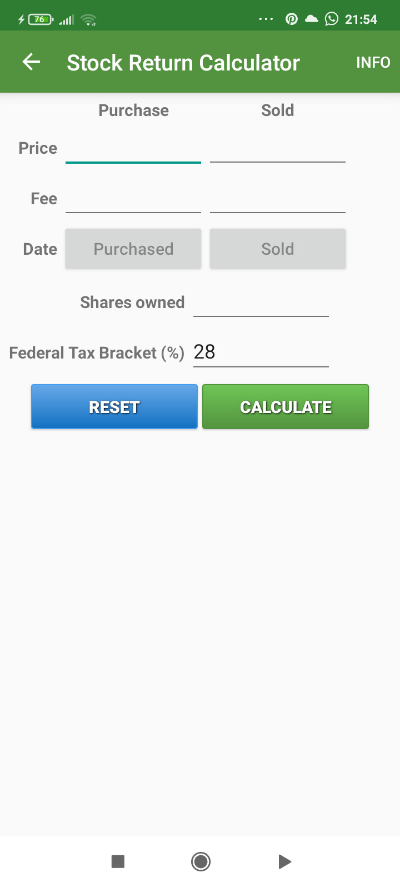 76 21:54
Stock Return Calculator INFO
Purchase Sold
Price
Fee
Date Purchased Sold
Shares owned
Federal Tax Bracket (%) 28
RESET CALCULATE